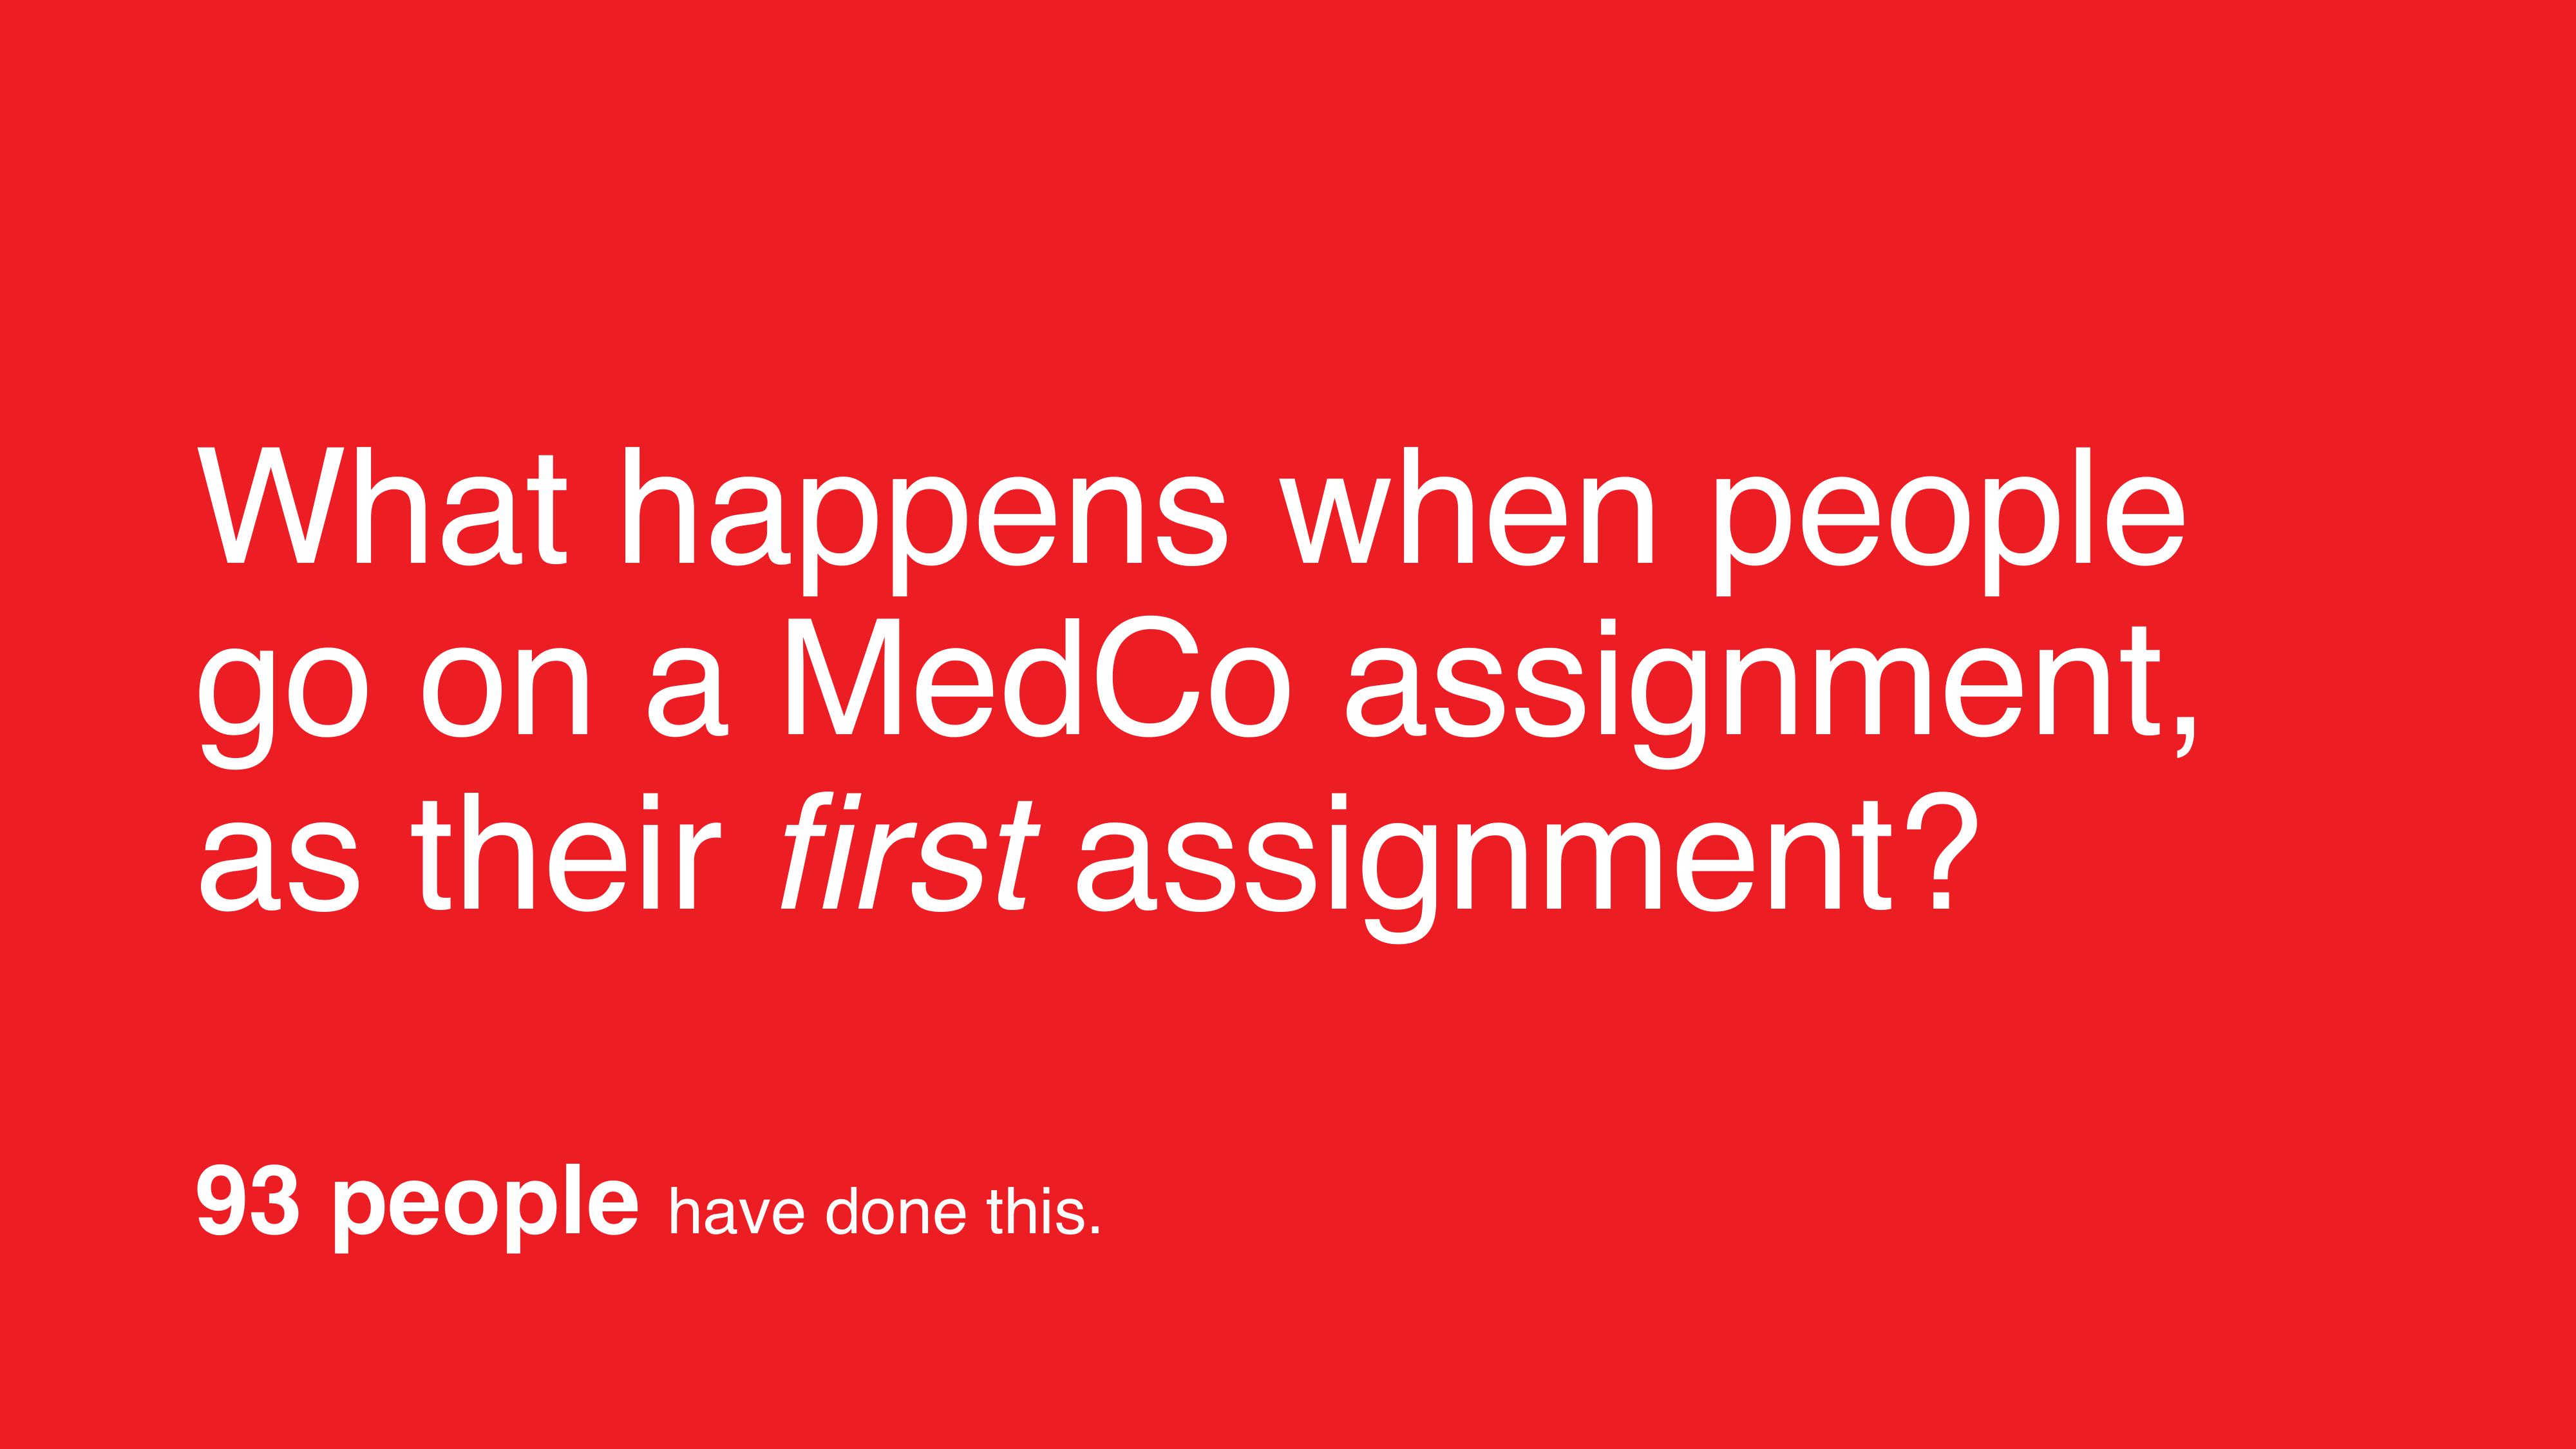 What happens when people
go on a MedCo assignment,
as their first assignment?
93 people have done this.